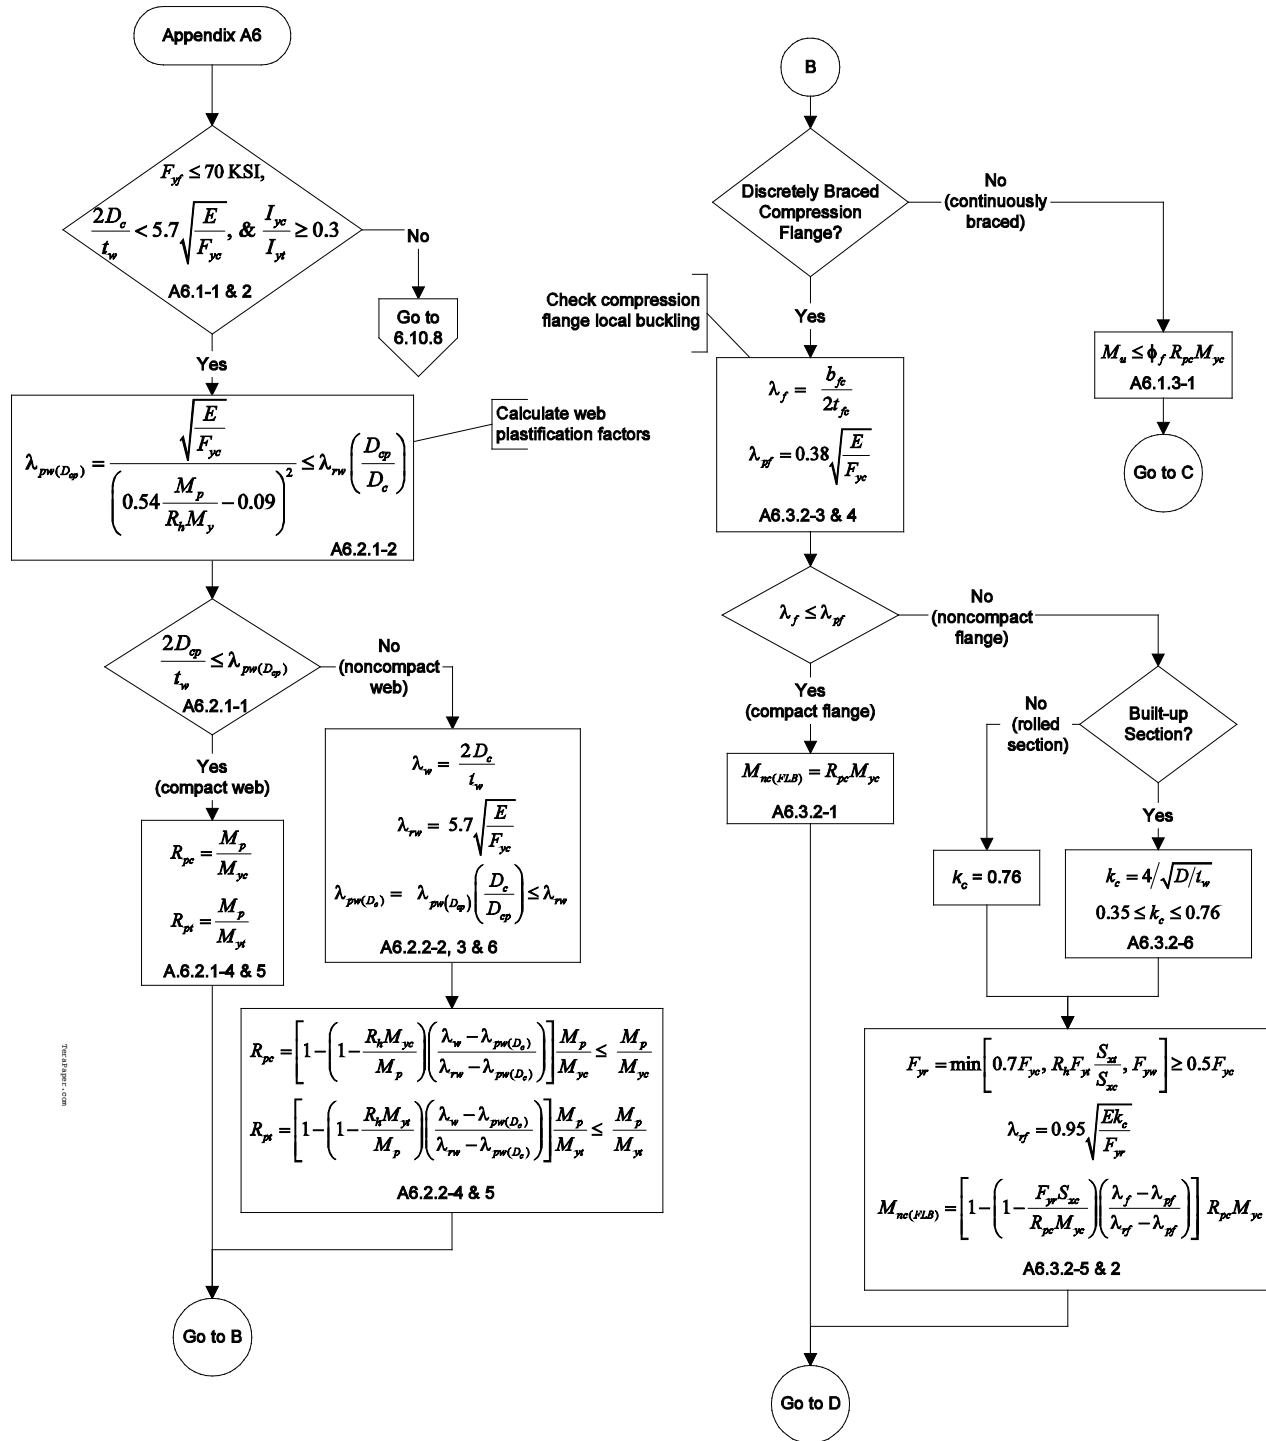 Appendix A6
F_yf ≤ 70 KSI,
2D_c / t_w < 5.7 √(E / F_yc), & I_yc / I_yt ≥ 0.3
A6.1-1 & 2
No
Go to
6.10.8
Yes
λ_pw(D_cp) = √(E / F_yc) / (0.54 M_p / (R_h M_y) − 0.09)² ≤ λ_rw (D_cp / D_c)
A6.2.1-2
Calculate web
plastification factors
2D_cp / t_w ≤ λ_pw(D_cp)
A6.2.1-1
No
(noncompact
web)
Yes
(compact web)
R_pc = M_p / M_yc
R_pt = M_p / M_yt
A.6.2.1-4 & 5
λ_w = 2D_c / t_w
λ_rw = 5.7 √(E / F_yc)
λ_pw(D_c) = λ_pw(D_cp) (D_c / D_cp) ≤ λ_rw
A6.2.2-2, 3 & 6
R_pc = [1 − (1 − R_h M_yc / M_p) ((λ_w − λ_pw(D_c)) / (λ_rw − λ_pw(D_c)))] M_p / M_yc ≤ M_p / M_yc
R_pt = [1 − (1 − R_h M_yt / M_p) ((λ_w − λ_pw(D_c)) / (λ_rw − λ_pw(D_c)))] M_p / M_yt ≤ M_p / M_yt
A6.2.2-4 & 5
Go to B
B
Discretely Braced
Compression
Flange?
No
(continuously
braced)
M_u ≤ ϕ_f R_pc M_yc
A6.1.3-1
Go to C
Yes
Check compression
flange local buckling
λ_f = b_fc / 2t_fc
λ_pf = 0.38 √(E / F_yc)
A6.3.2-3 & 4
λ_f ≤ λ_pf
No
(noncompact
flange)
Yes
(compact flange)
M_nc(FLB) = R_pc M_yc
A6.3.2-1
Built-up
Section?
No
(rolled
section)
Yes
k_c = 0.76
k_c = 4/√(D/t_w)
0.35 ≤ k_c ≤ 0.76
A6.3.2-6
F_yr = min[0.7F_yc, R_h F_yt S_xt / S_xc, F_yw] ≥ 0.5F_yc
λ_rf = 0.95 √(E k_c / F_yr)
M_nc(FLB) = [1 − (1 − F_yr S_xc / (R_pc M_yc)) ((λ_f − λ_pf) / (λ_rf − λ_pf))] R_pc M_yc
A6.3.2-5 & 2
Go to D
TeraPaper.com